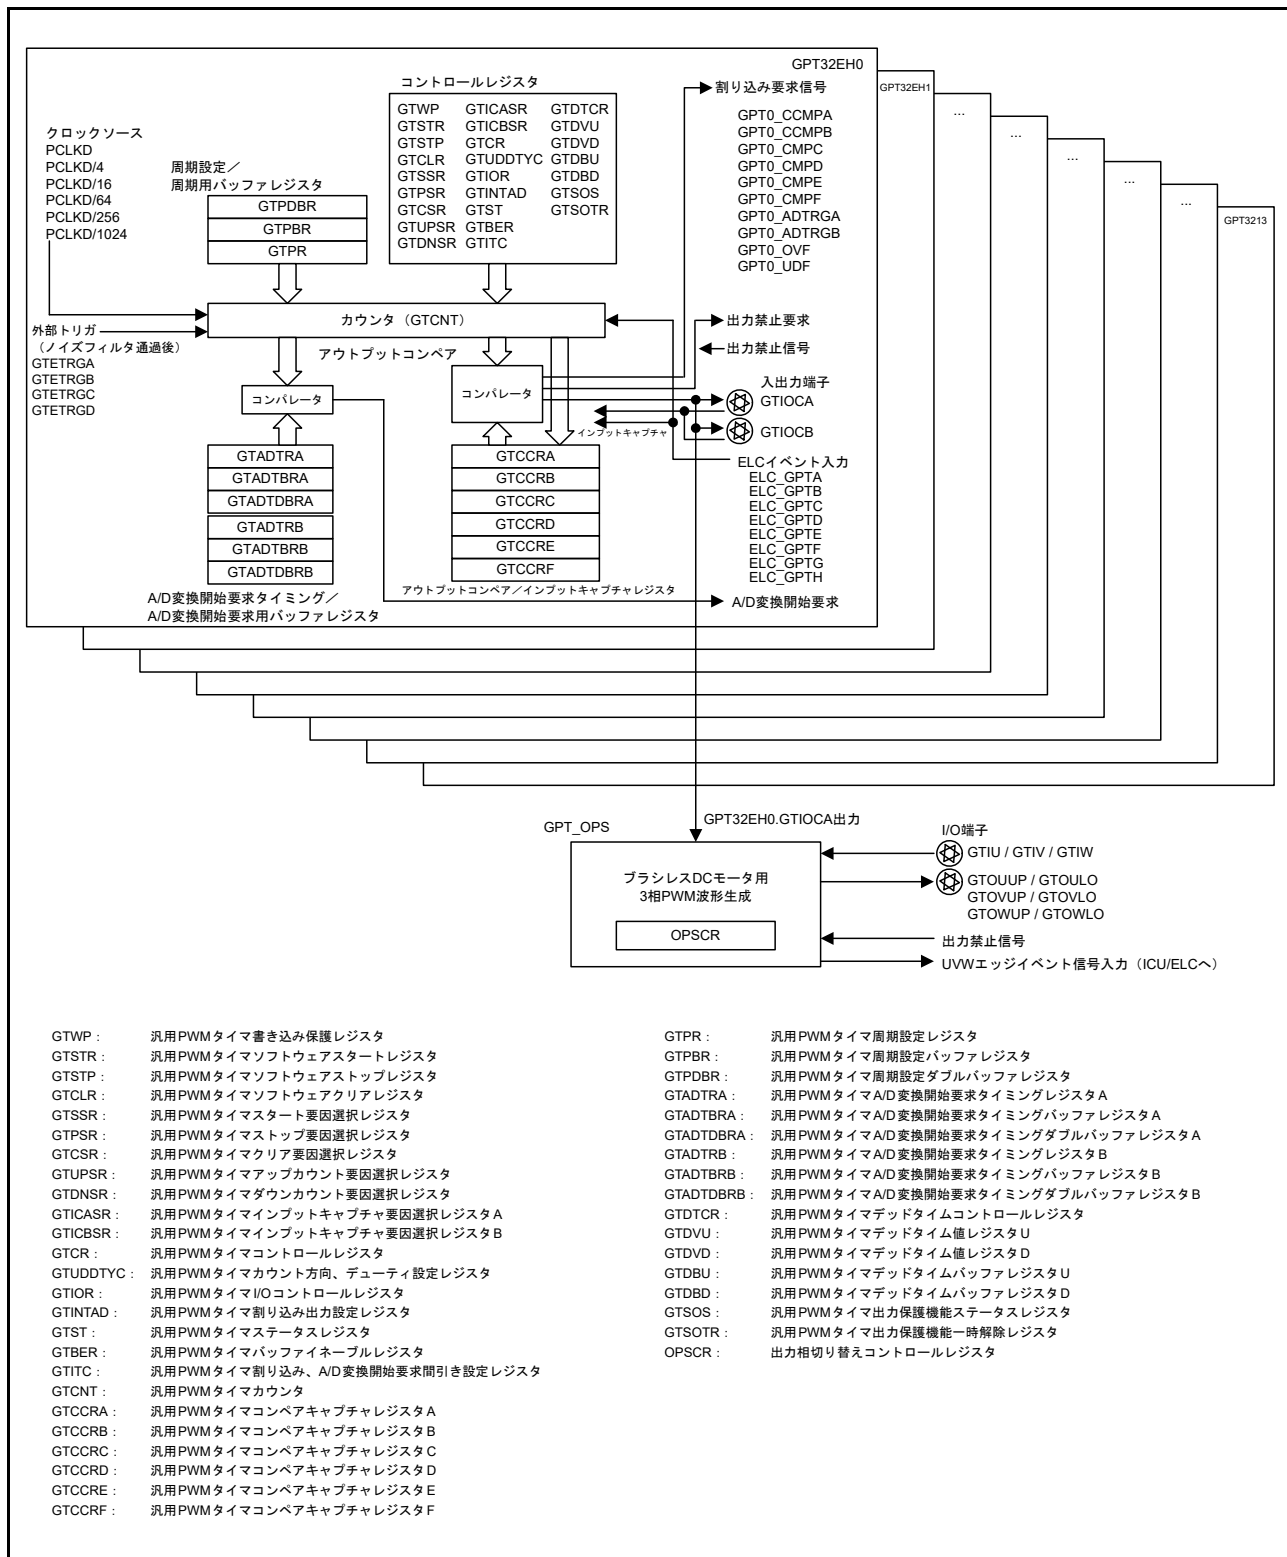 GPT32EH0
GPT32EH1
...
...
...
...
...
GPT3213
クロックソース
PCLKD
PCLKD/4
PCLKD/16
PCLKD/64
PCLKD/256
PCLKD/1024
周期設定／
周期用バッファレジスタ
GTPDBR
GTPBR
GTPR
コントロールレジスタ
GTWP GTICASR GTDTCR
GTSTR GTICBSR GTDVU
GTSTP GTCR GTDVD
GTCLR GTUDDTYC GTDBU
GTSSR GTIOR GTDBD
GTPSR GTINTAD GTSOS
GTCSR GTST GTSOTR
GTUPSR GTBER
GTDNSR GTITC
割り込み要求信号
GPT0_CCMPA
GPT0_CCMPB
GPT0_CMPC
GPT0_CMPD
GPT0_CMPE
GPT0_CMPF
GPT0_ADTRGA
GPT0_ADTRGB
GPT0_OVF
GPT0_UDF
カウンタ（GTCNT）
外部トリガ
（ノイズフィルタ通過後）
GTETRGA
GTETRGB
GTETRGC
GTETRGD
アウトプットコンペア
コンパレータ
コンパレータ
出力禁止要求
出力禁止信号
入出力端子
GTIOCA
GTIOCB
インプットキャプチャ
GTADTRA
GTADTBRA
GTADTDBRA
GTADTRB
GTADTBRB
GTADTDBRB
A/D変換開始要求タイミング／
A/D変換開始要求用バッファレジスタ
GTCCRA
GTCCRB
GTCCRC
GTCCRD
GTCCRE
GTCCRF
アウトプットコンペア／インプットキャプチャレジスタ
ELCイベント入力
ELC_GPTA
ELC_GPTB
ELC_GPTC
ELC_GPTD
ELC_GPTE
ELC_GPTF
ELC_GPTG
ELC_GPTH
A/D変換開始要求
GPT32EH0.GTIOCA出力
GPT_OPS
ブラシレスDCモータ用
3相PWM波形生成
OPSCR
I/O端子
GTIU / GTIV / GTIW
GTOUUP / GTOULO
GTOVUP / GTOVLO
GTOWUP / GTOWLO
出力禁止信号
UVWエッジイベント信号入力（ICU/ELCへ）
GTWP： 汎用PWMタイマ書き込み保護レジスタ
GTSTR： 汎用PWMタイマソフトウェアスタートレジスタ
GTSTP： 汎用PWMタイマソフトウェアストップレジスタ
GTCLR： 汎用PWMタイマソフトウェアクリアレジスタ
GTSSR： 汎用PWMタイマスタート要因選択レジスタ
GTPSR： 汎用PWMタイマストップ要因選択レジスタ
GTCSR： 汎用PWMタイマクリア要因選択レジスタ
GTUPSR： 汎用PWMタイマアップカウント要因選択レジスタ
GTDNSR： 汎用PWMタイマダウンカウント要因選択レジスタ
GTICASR： 汎用PWMタイマインプットキャプチャ要因選択レジスタA
GTICBSR： 汎用PWMタイマインプットキャプチャ要因選択レジスタB
GTCR： 汎用PWMタイマコントロールレジスタ
GTUDDTYC： 汎用PWMタイマカウント方向、デューティ設定レジスタ
GTIOR： 汎用PWMタイマI/Oコントロールレジスタ
GTINTAD： 汎用PWMタイマ割り込み出力設定レジスタ
GTST： 汎用PWMタイマステータスレジスタ
GTBER： 汎用PWMタイマバッファイネーブルレジスタ
GTITC： 汎用PWMタイマ割り込み、A/D変換開始要求間引き設定レジスタ
GTCNT： 汎用PWMタイマカウンタ
GTCCRA： 汎用PWMタイマコンペアキャプチャレジスタA
GTCCRB： 汎用PWMタイマコンペアキャプチャレジスタB
GTCCRC： 汎用PWMタイマコンペアキャプチャレジスタC
GTCCRD： 汎用PWMタイマコンペアキャプチャレジスタD
GTCCRE： 汎用PWMタイマコンペアキャプチャレジスタE
GTCCRF： 汎用PWMタイマコンペアキャプチャレジスタF
GTPR： 汎用PWMタイマ周期設定レジスタ
GTPBR： 汎用PWMタイマ周期設定バッファレジスタ
GTPDBR： 汎用PWMタイマ周期設定ダブルバッファレジスタ
GTADTRA： 汎用PWMタイマA/D変換開始要求タイミングレジスタA
GTADTBRA： 汎用PWMタイマA/D変換開始要求タイミングバッファレジスタA
GTADTDBRA： 汎用PWMタイマA/D変換開始要求タイミングダブルバッファレジスタA
GTADTRB： 汎用PWMタイマA/D変換開始要求タイミングレジスタB
GTADTBRB： 汎用PWMタイマA/D変換開始要求タイミングバッファレジスタB
GTADTDBRB： 汎用PWMタイマA/D変換開始要求タイミングダブルバッファレジスタB
GTDTCR： 汎用PWMタイマデッドタイムコントロールレジスタ
GTDVU： 汎用PWMタイマデッドタイム値レジスタU
GTDVD： 汎用PWMタイマデッドタイム値レジスタD
GTDBU： 汎用PWMタイマデッドタイムバッファレジスタU
GTDBD： 汎用PWMタイマデッドタイムバッファレジスタD
GTSOS： 汎用PWMタイマ出力保護機能ステータスレジスタ
GTSOTR： 汎用PWMタイマ出力保護機能一時解除レジスタ
OPSCR： 出力相切り替えコントロールレジスタ